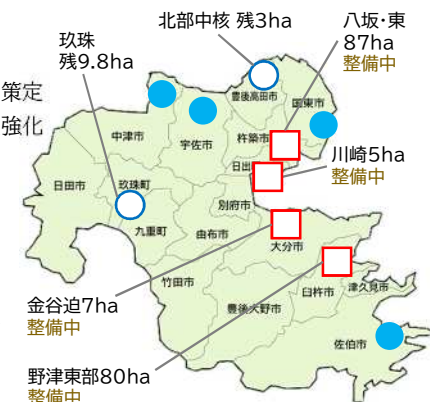 北部中核 残3ha
八坂・東
87ha
整備中
玖珠
残9.8ha
策定
強化
豊後高田市
国東市
中津市
宇佐市
杵築市
川崎5ha
整備中
日出
日田市
玖珠町
別府市
九重町
由布市
大分市
竹田市
臼杵市
津久見市
豊後大野市
佐伯市
金谷迫7ha
整備中
野津東部80ha
整備中